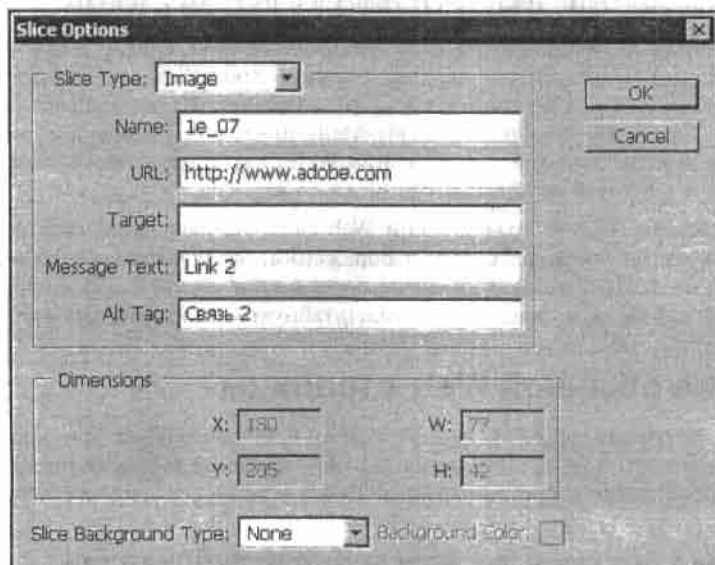 Slice Options
Slice Type: Image
OK
Name: 1e_07
Cancel
URL: http://www.adobe.com
Target:
Message Text: Link 2
Alt Tag: Связь 2
Dimensions
X: 180 W: 77
Y: 205 H: 42
Slice Background Type: None Background Color: